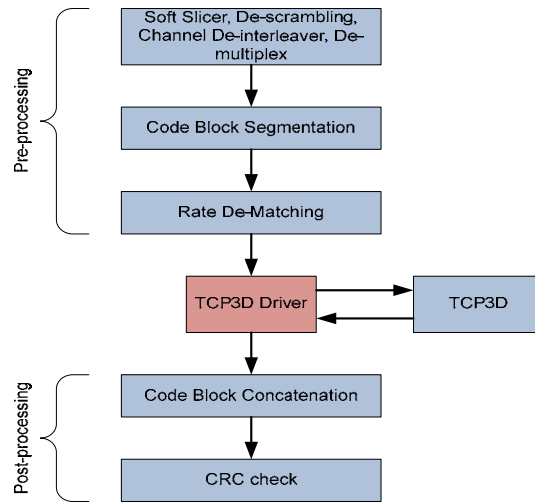 Soft Slicer, De-scrambling,
Channel De-interleaver, De-
multiplex
Pre-processing
Code Block Segmentation
Rate De-Matching
TCP3D Driver
TCP3D
Code Block Concatenation
Post-processing
CRC check